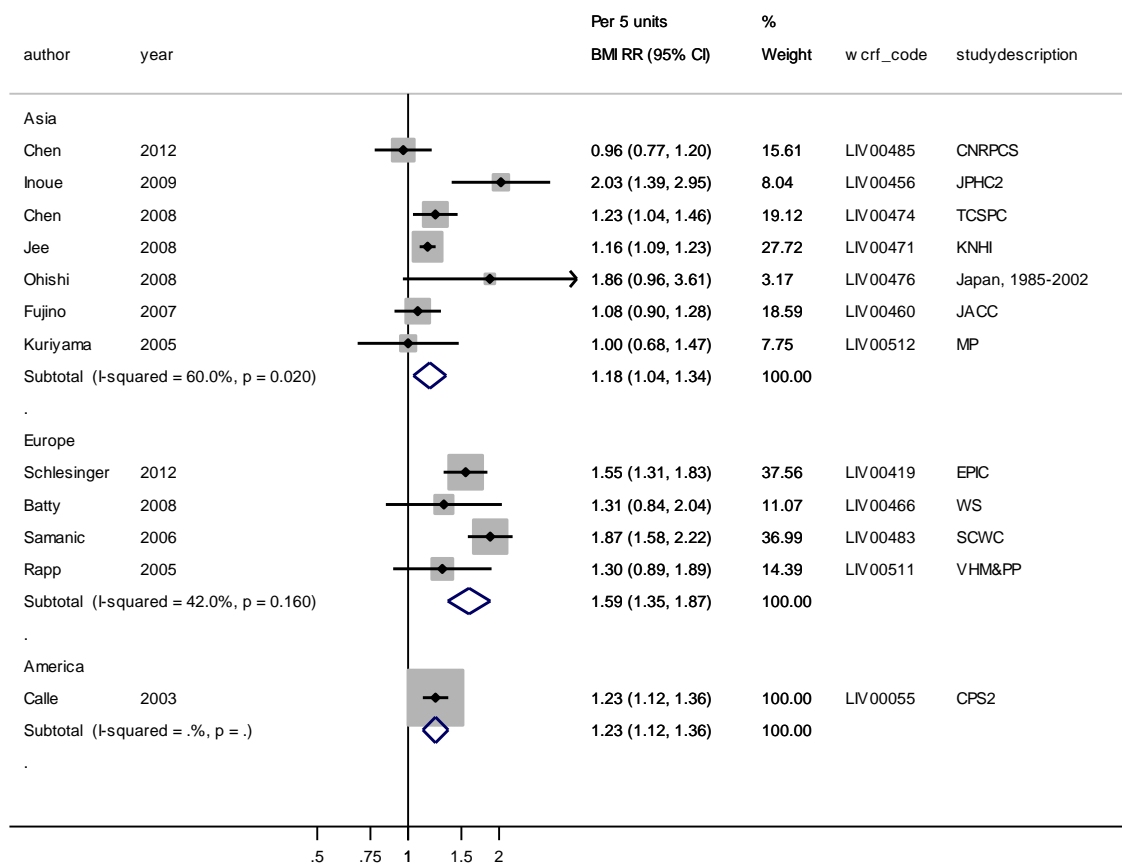 Per 5 units %
author year BMI RR (95% CI) Weight w crf_code studydescription
Asia
Chen 2012 0.96 (0.77, 1.20) 15.61 LIV00485 CNRPCS
Inoue 2009 2.03 (1.39, 2.95) 8.04 LIV00456 JPHC2
Chen 2008 1.23 (1.04, 1.46) 19.12 LIV00474 TCSPC
Jee 2008 1.16 (1.09, 1.23) 27.72 LIV00471 KNHI
Ohishi 2008 1.86 (0.96, 3.61) 3.17 LIV00476 Japan, 1985-2002
Fujino 2007 1.08 (0.90, 1.28) 18.59 LIV00460 JACC
Kuriyama 2005 1.00 (0.68, 1.47) 7.75 LIV00512 MP
Subtotal (I-squared = 60.0%, p = 0.020) 1.18 (1.04, 1.34) 100.00
.
Europe
Schlesinger 2012 1.55 (1.31, 1.83) 37.56 LIV00419 EPIC
Batty 2008 1.31 (0.84, 2.04) 11.07 LIV00466 WS
Samanic 2006 1.87 (1.58, 2.22) 36.99 LIV00483 SCWC
Rapp 2005 1.30 (0.89, 1.89) 14.39 LIV00511 VHM&PP
Subtotal (I-squared = 42.0%, p = 0.160) 1.59 (1.35, 1.87) 100.00
.
America
Calle 2003 1.23 (1.12, 1.36) 100.00 LIV00055 CPS2
Subtotal (I-squared = .%, p = .) 1.23 (1.12, 1.36) 100.00
.
.5 .75 1 1.5 2